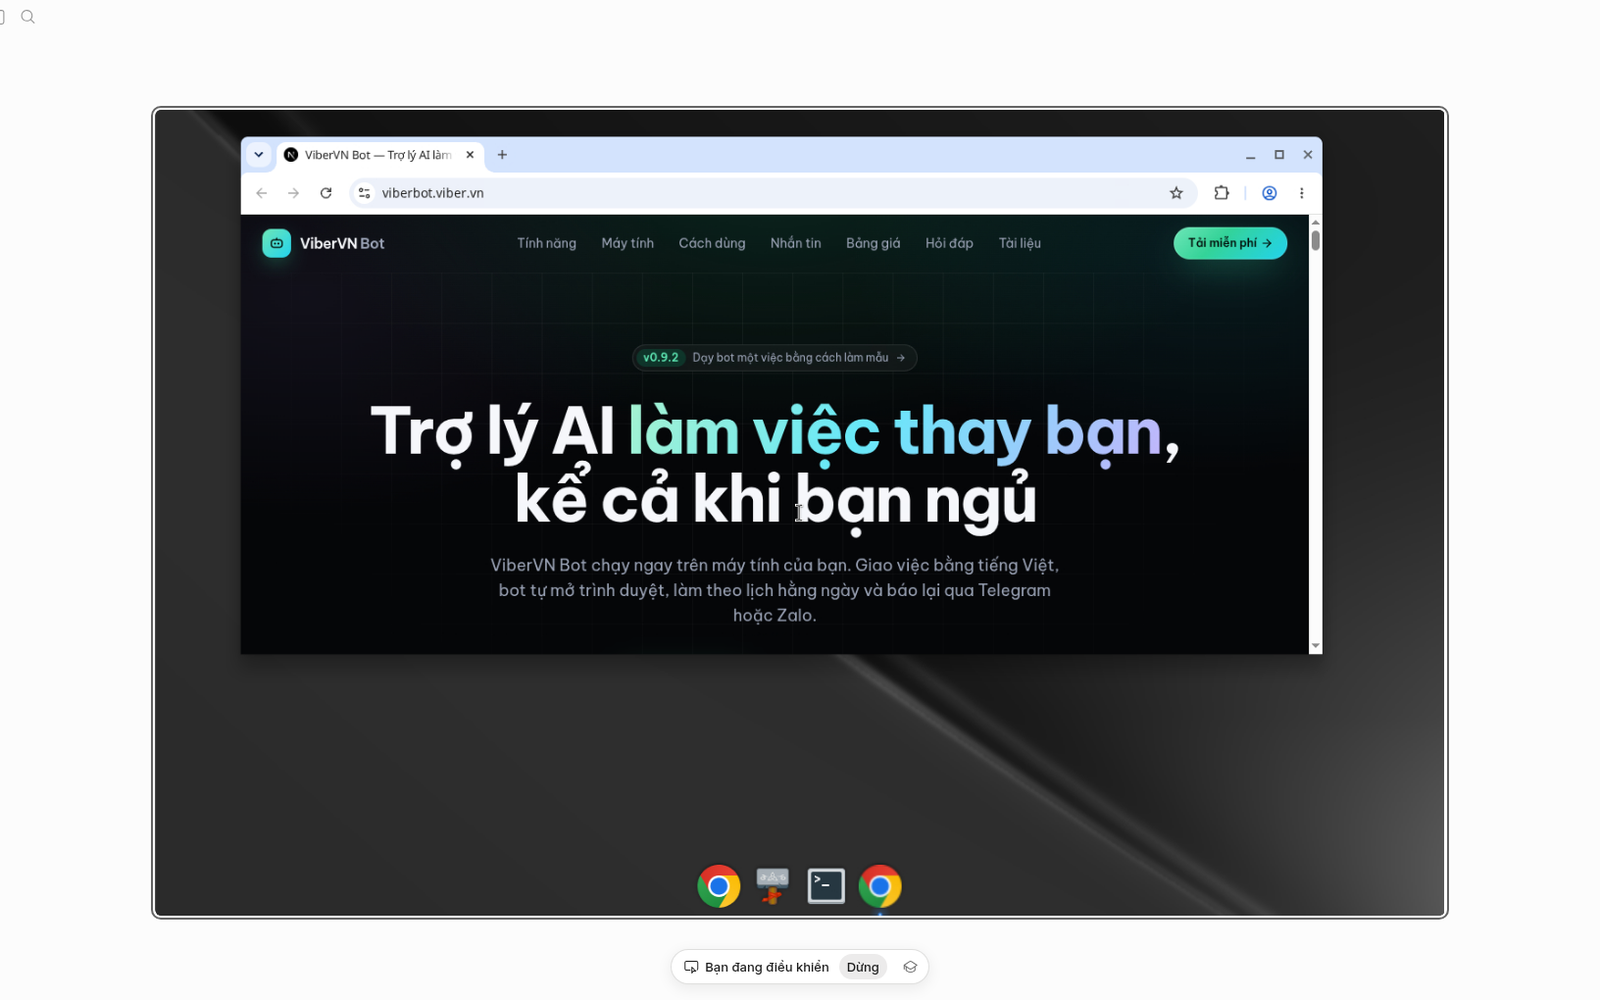 ViberVN Bot — Trợ lý AI làm
viberbot.viber.vn
ViberVN Bot
Tính năng
Máy tính
Cách dùng
Nhắn tin
Bảng giá
Hỏi đáp
Tài liệu
Tải miễn phí →
v0.9.2 Dạy bot một việc bằng cách làm mẫu →
Trợ lý AI làm việc thay bạn,
kể cả khi bạn ngủ
ViberVN Bot chạy ngay trên máy tính của bạn. Giao việc bằng tiếng Việt,
bot tự mở trình duyệt, làm theo lịch hằng ngày và báo lại qua Telegram
hoặc Zalo.
Bạn đang điều khiển
Dừng